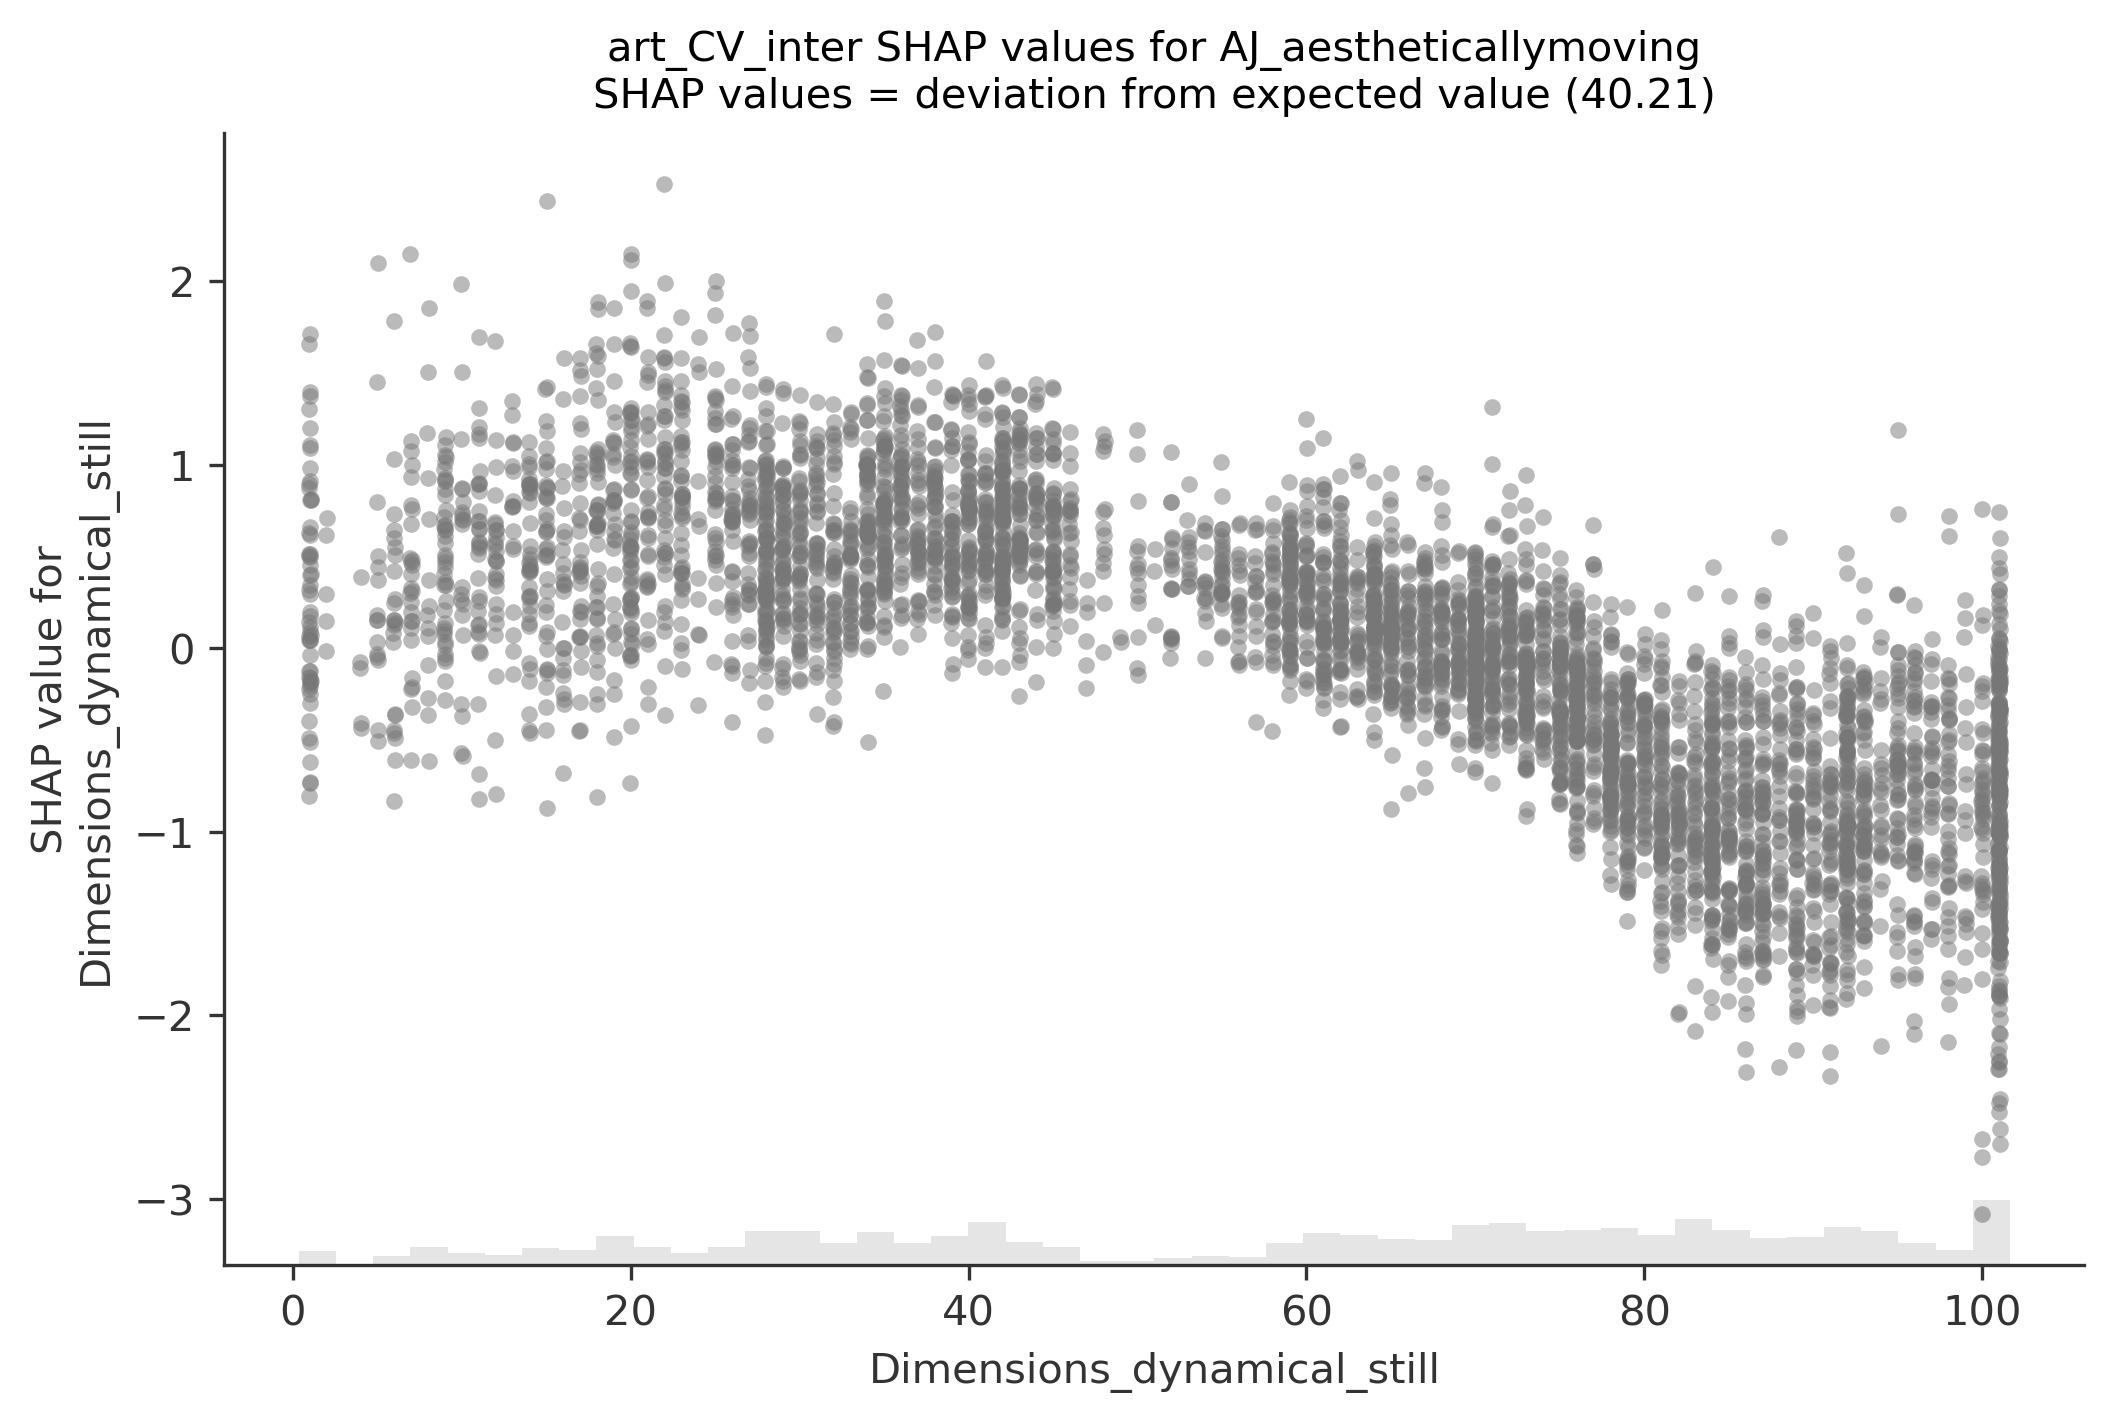 art_CV_inter SHAP values for AJ_aestheticallymoving
SHAP values = deviation from expected value (40.21)
SHAP value for
Dimensions_dynamical_still
2
1
0
−1
−2
−3
0 20 40 60 80 100
Dimensions_dynamical_still